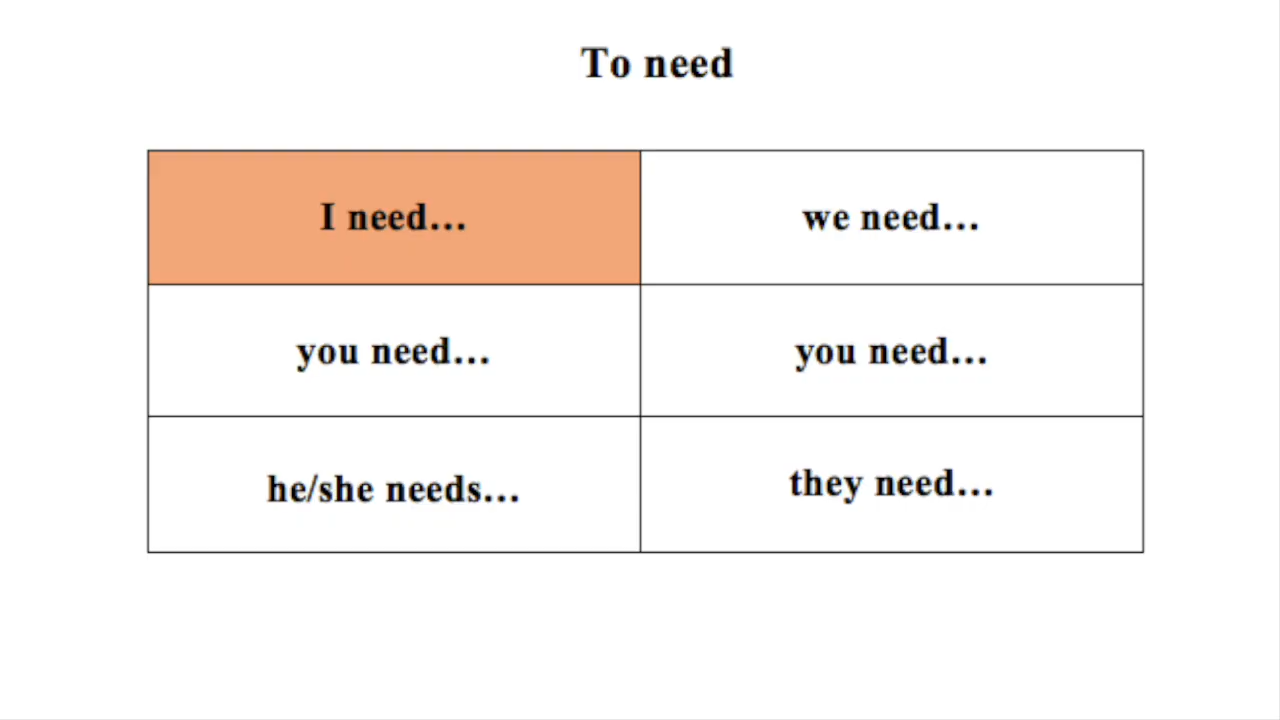 To need
I need…
we need…
you need…
you need…
he/she needs…
they need…